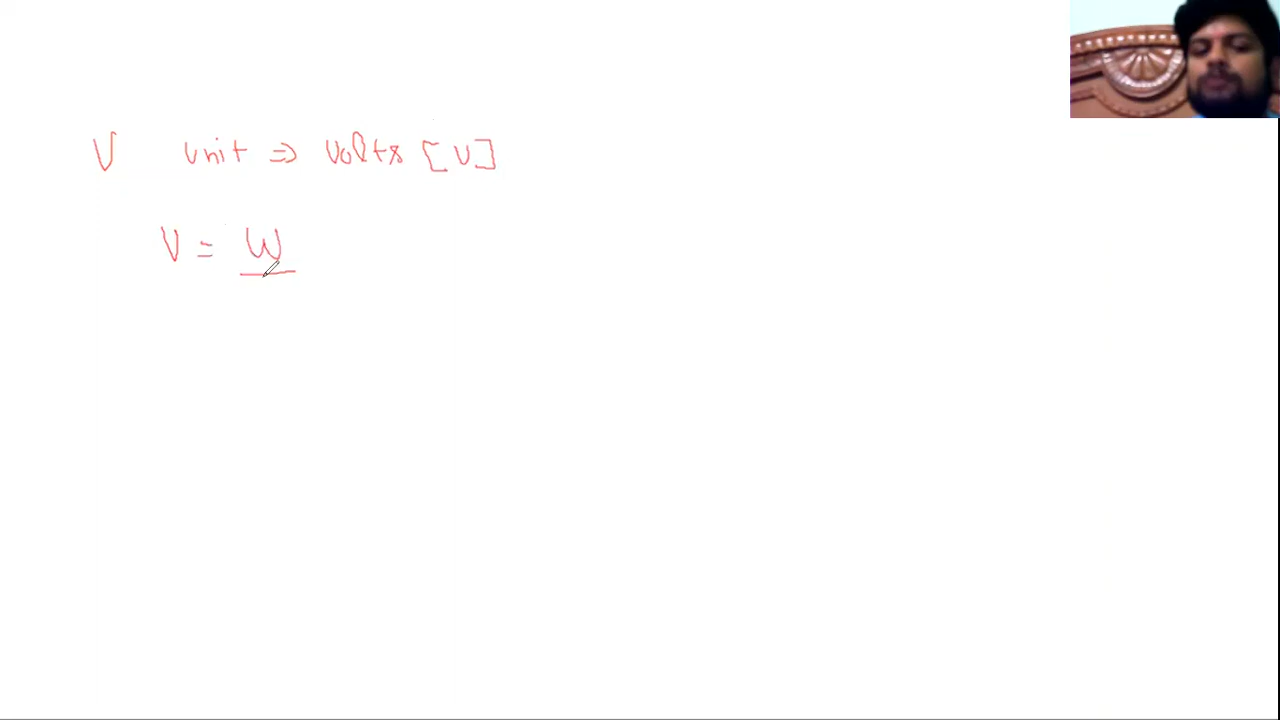 V unit ⇒ volts [V]
V = W